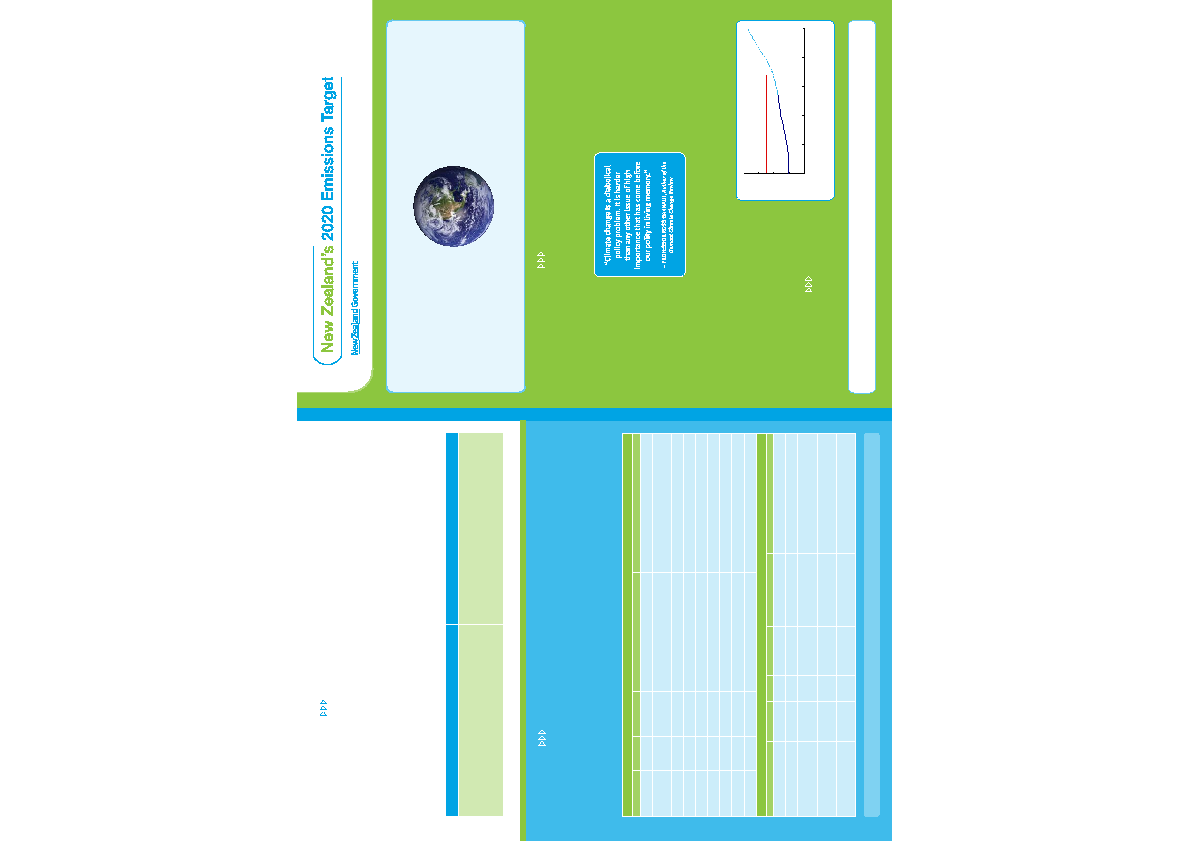 New Zealand's 2020 Emissions Target
New Zealand Government
"Climate change is a diabolical
policy problem. It is harder
than any other issue of high
importance that has come before
our polity in living memory."